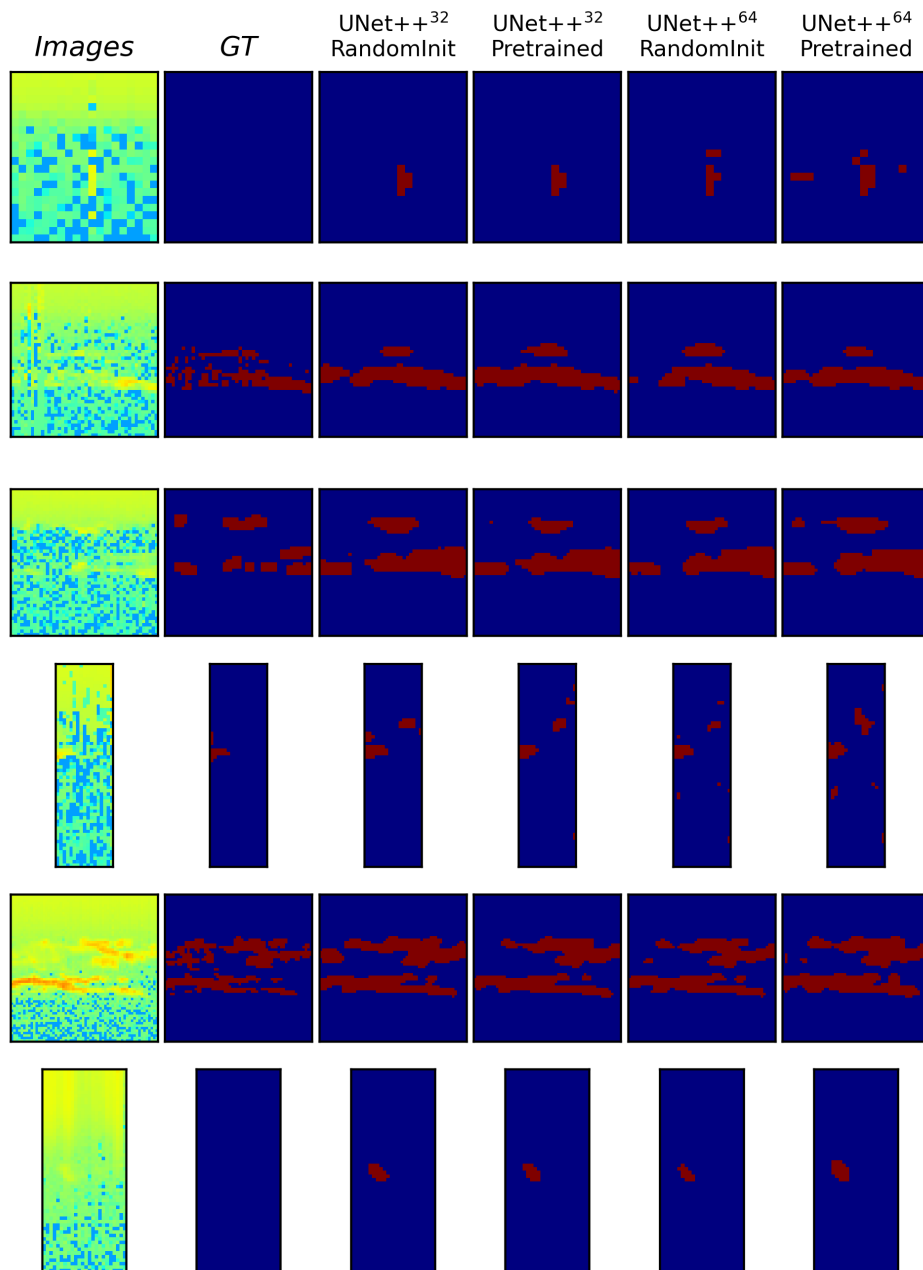 Images
GT
UNet++³²
RandomInit
UNet++³²
Pretrained
UNet++⁶⁴
RandomInit
UNet++⁶⁴
Pretrained